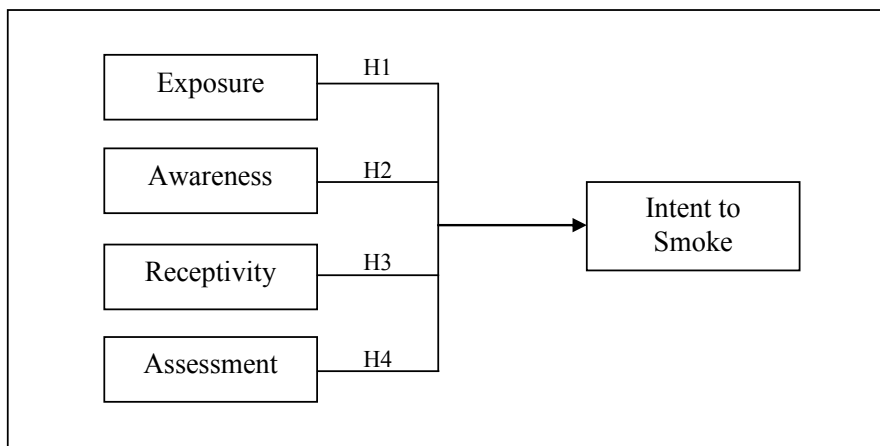 Exposure
H1
Awareness
H2
Receptivity
H3
Assessment
H4
Intent to
Smoke